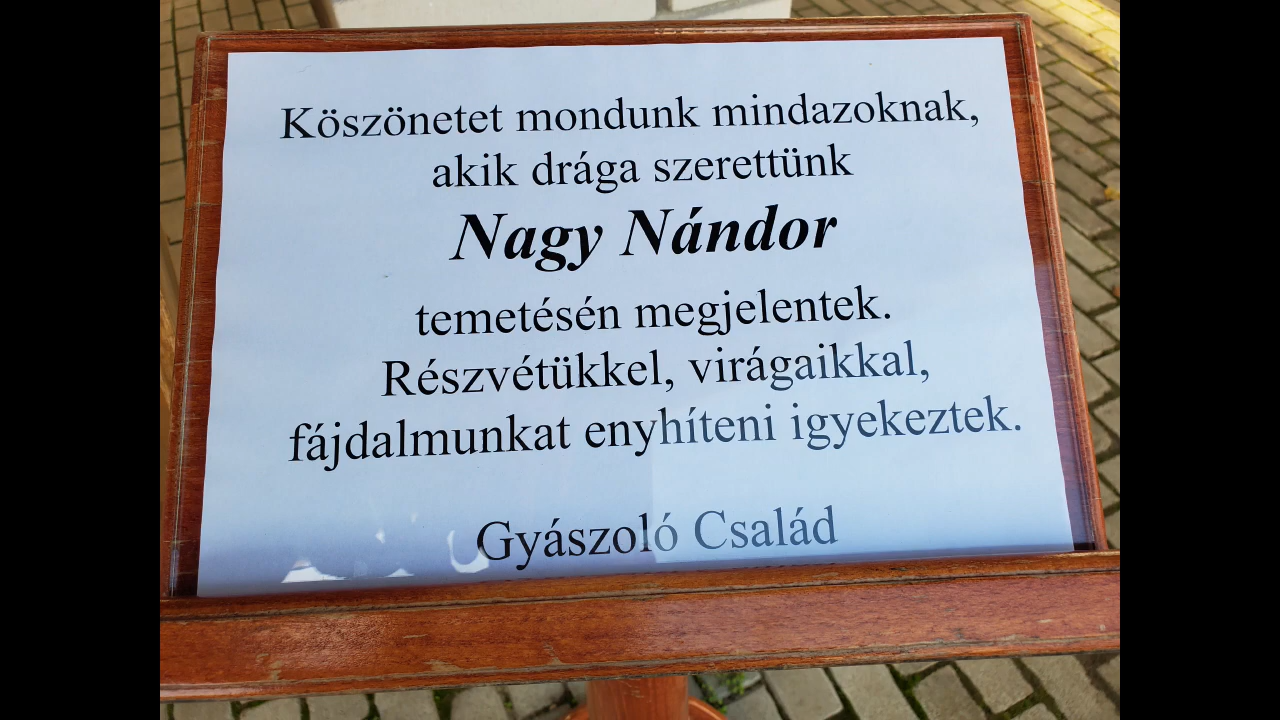 Köszönetet mondunk mindazoknak,
akik drága szerettünk
Nagy Nándor
temetésén megjelentek.
Részvétükkel, virágaikkal,
fájdalmunkat enyhíteni igyekeztek.
Gyászoló Család